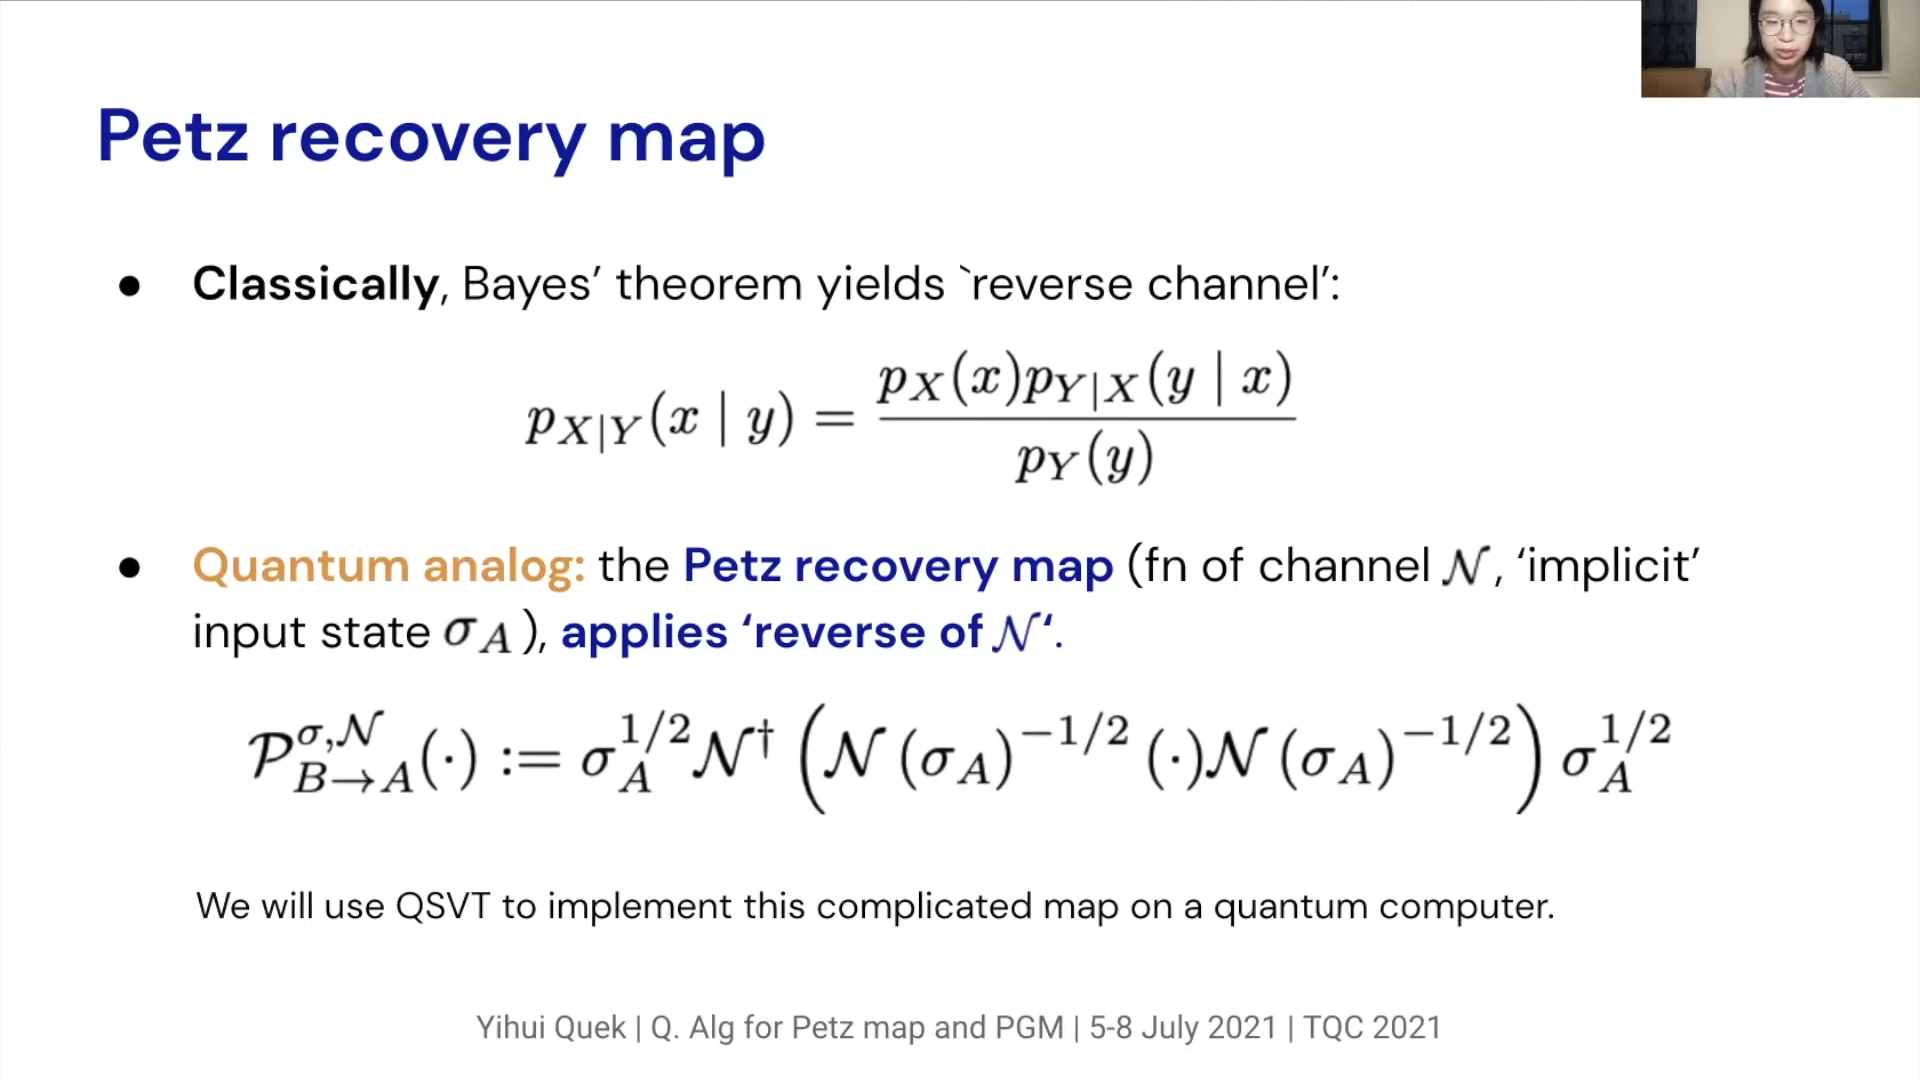 Petz recovery map
● Classically, Bayes’ theorem yields `reverse channel’:
p_{X|Y}(x | y) = \frac{p_X(x)p_{Y|X}(y | x)}{p_Y(y)}
● Quantum analog: the Petz recovery map (fn of channel 𝒩, ‘implicit’
input state σ_A), applies ‘reverse of 𝒩‘.
𝒫_{B→A}^{σ,𝒩}(·) := σ_A^{1/2} 𝒩^† (𝒩(σ_A)^{−1/2} (·)𝒩(σ_A)^{−1/2}) σ_A^{1/2}
We will use QSVT to implement this complicated map on a quantum computer.
Yihui Quek | Q. Alg for Petz map and PGM | 5-8 July 2021 | TQC 2021